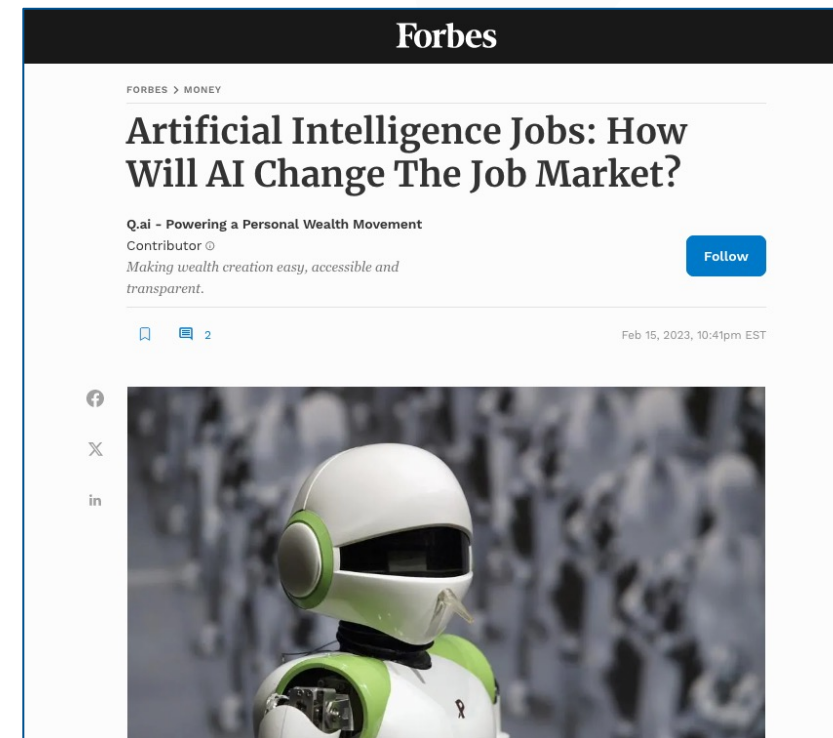 Forbes
FORBES > MONEY
Artificial Intelligence Jobs: How
Will AI Change The Job Market?
Q.ai - Powering a Personal Wealth Movement
Contributor
Making wealth creation easy, accessible and
transparent.
Follow
2
Feb 15, 2023, 10:41pm EST